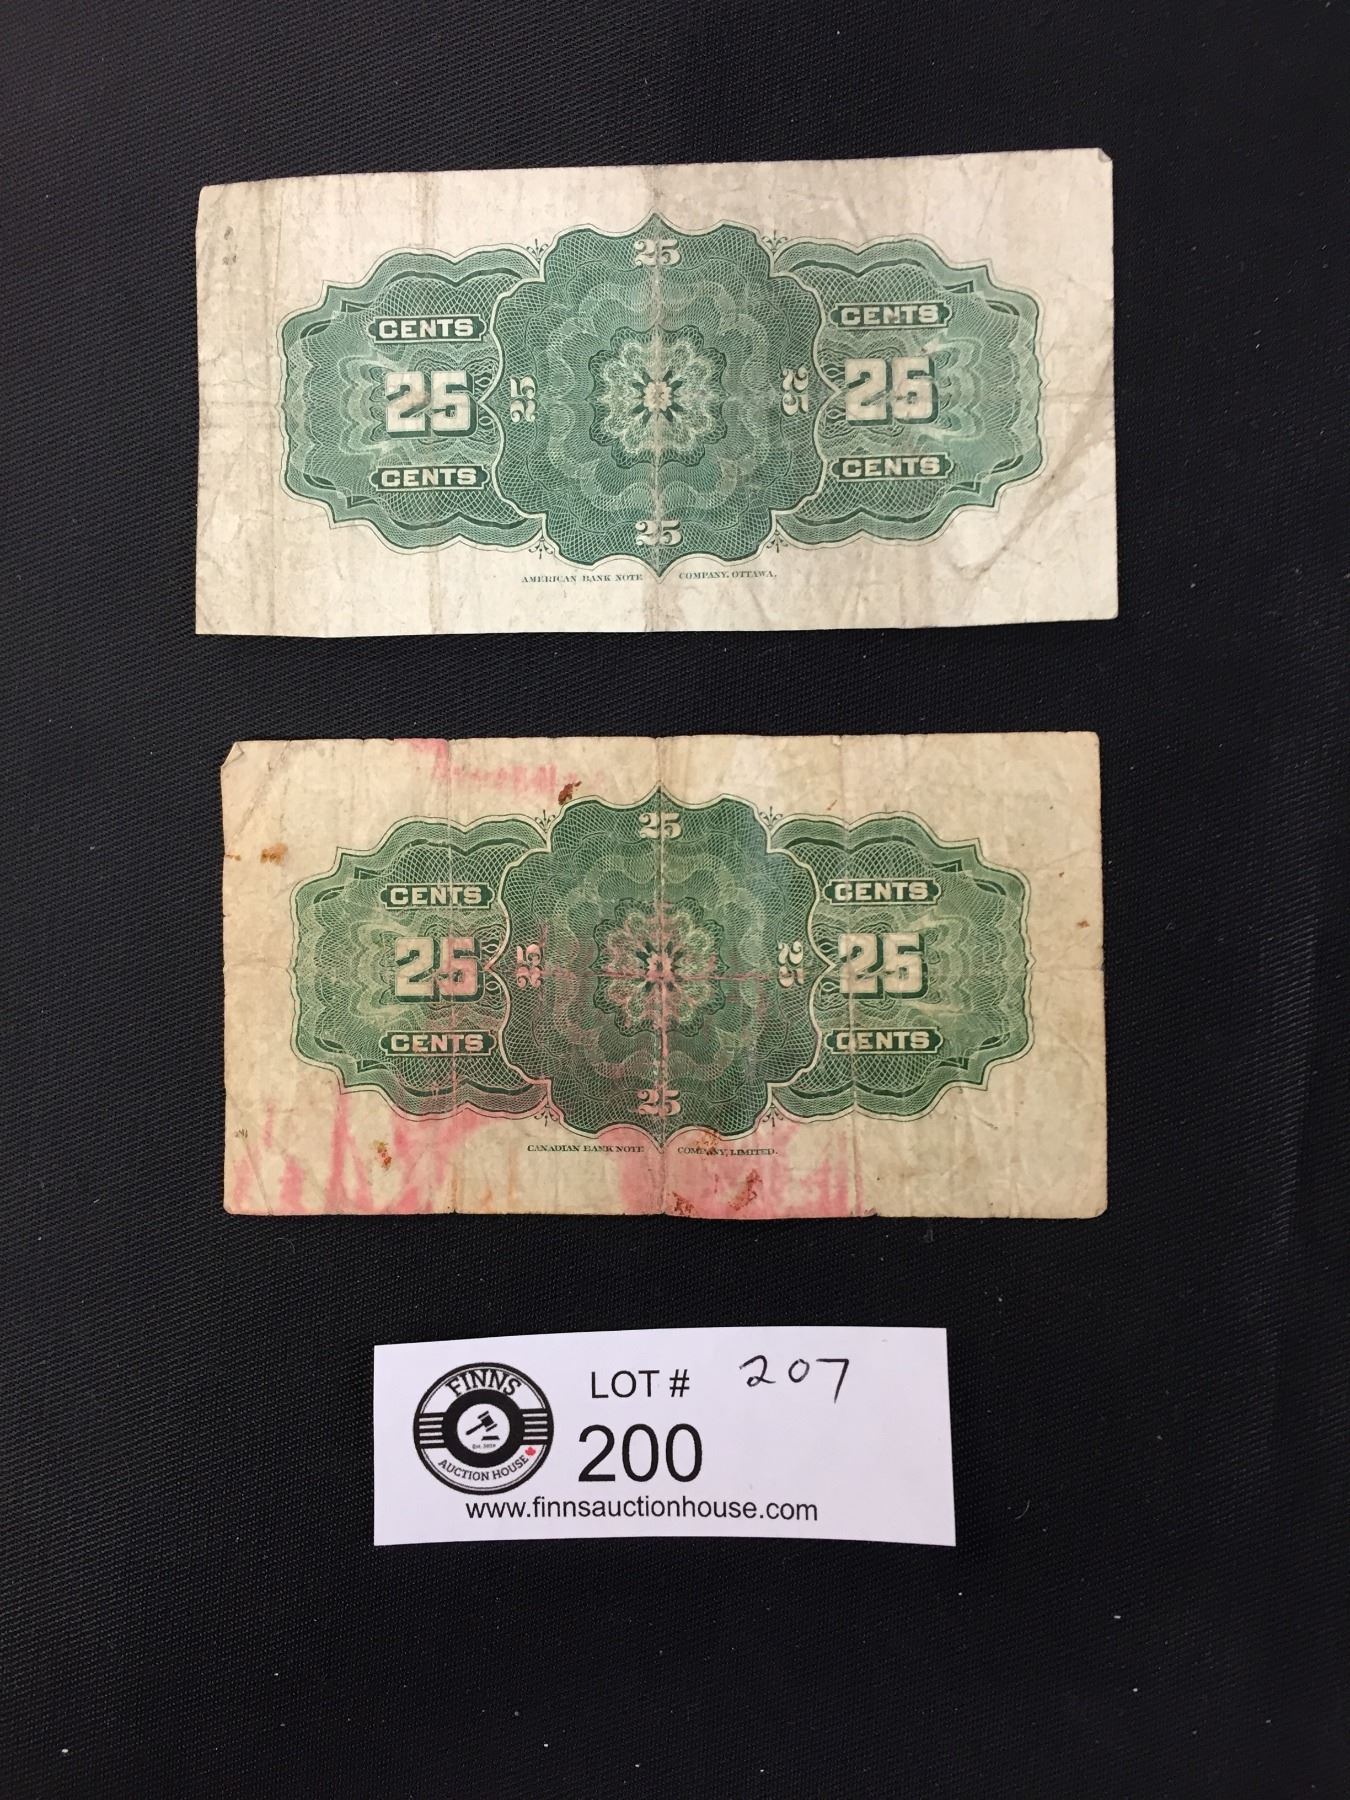 25
CENTS CENTS
25 25 25 25
CENTS CENTS
25
AMERICAN BANK NOTE COMPANY, OTTAWA.
25
CENTS CENTS
25 25 25 25
CENTS CENTS
25
CANADIAN BANK NOTE COMPANY, LIMITED.
FINNS
AUCTION HOUSE
LOT # 207
200
www.finnsauctionhouse.com